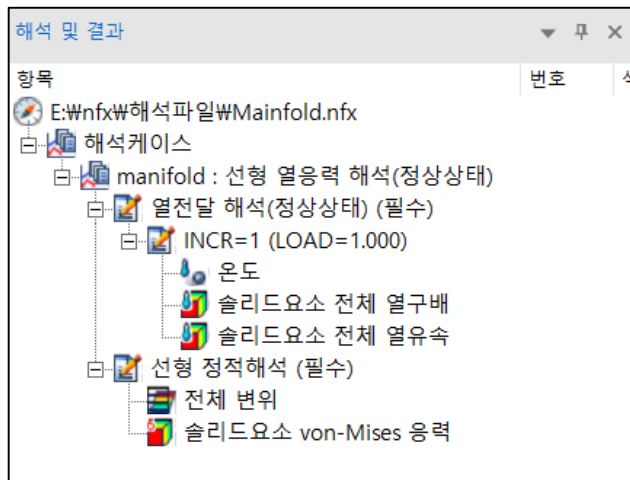 해석 및 결과
항목 번호
E:\nfx\해석파일\Mainfold.nfx
해석케이스
manifold : 선형 열응력 해석(정상상태)
열전달 해석(정상상태) (필수)
INCR=1 (LOAD=1.000)
온도
솔리드요소 전체 열구배
솔리드요소 전체 열유속
선형 정적해석 (필수)
전체 변위
솔리드요소 von-Mises 응력